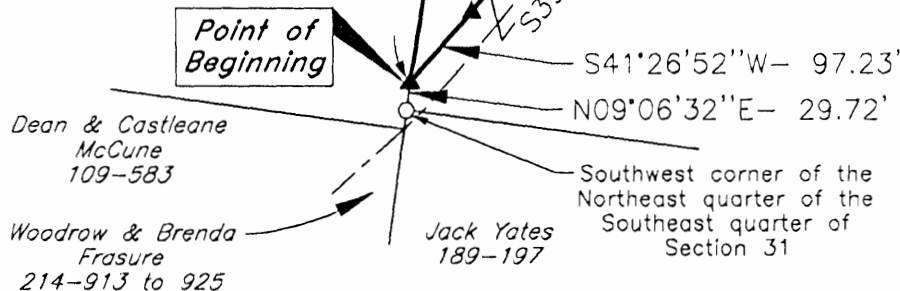 Point of
Beginning
S35
S41°26'52"W- 97.23'
N09°06'32"E- 29.72'
Dean & Castleane
McCune
109-583
Southwest corner of the
Northeast quarter of the
Southeast quarter of
Section 31
Woodrow & Brenda
Frasure
214-913 to 925
Jack Yates
189-197